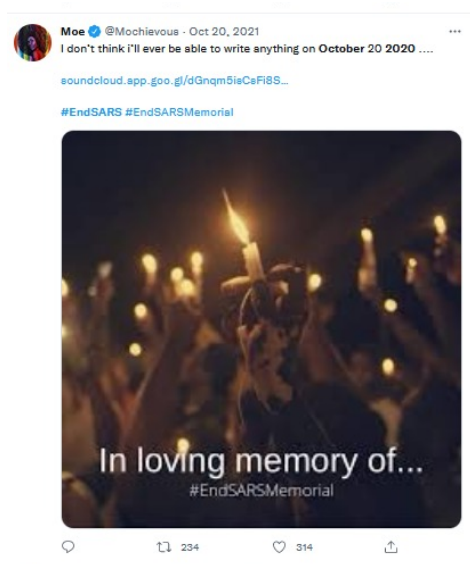 Moe @Mochievous · Oct 20, 2021 ...
I don't think i'll ever be able to write anything on October 20 2020 ....
soundcloud.app.goo.gl/dGnqm5isCsFi8S...
#EndSARS #EndSARSMemorial
In loving memory of...
#EndSARSMemorial
234 314